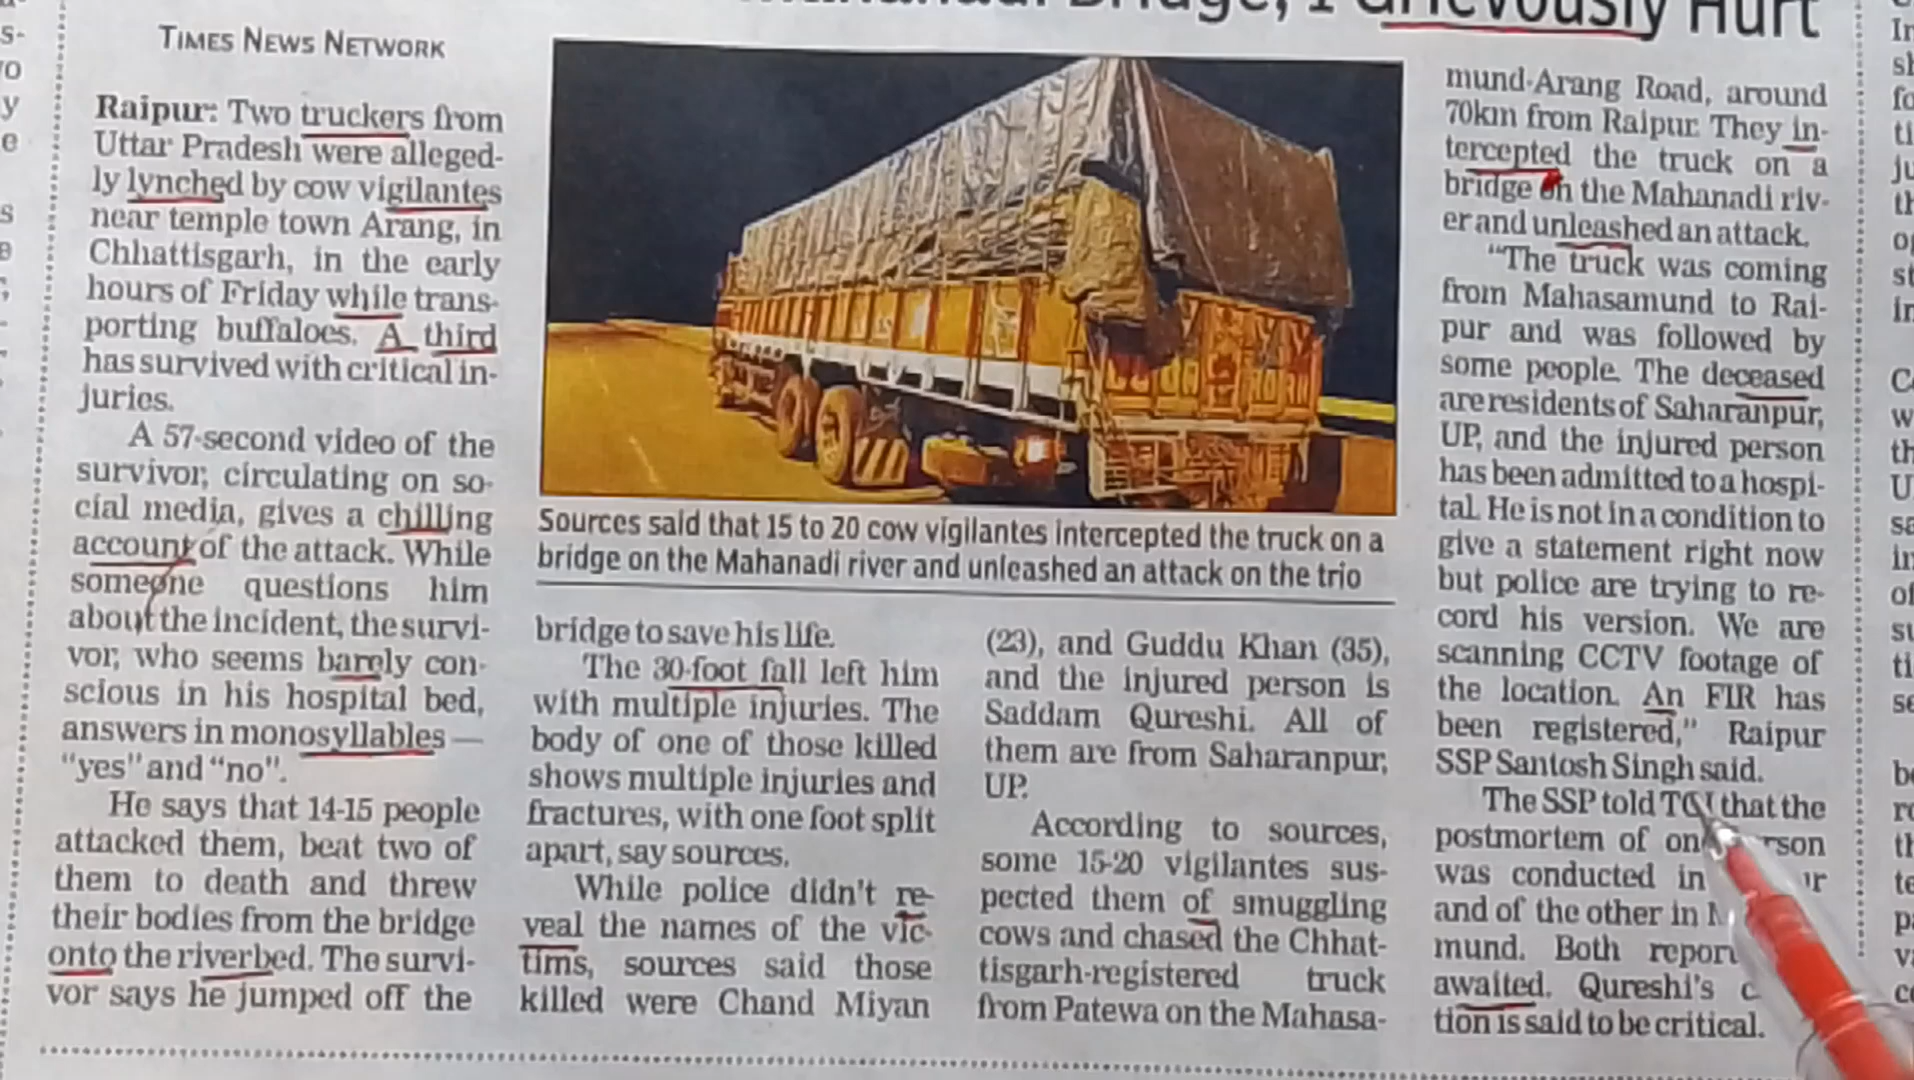 Bridge, 1 Grievously Hurt
TIMES NEWS NETWORK
Raipur: Two truckers from
Uttar Pradesh were alleged-
ly lynched by cow vigilantes
near temple town Arang, in
Chhattisgarh, in the early
hours of Friday while trans-
porting buffaloes. A third
has survived with critical in-
juries.
A 57-second video of the
survivor, circulating on so-
cial media, gives a chilling
account of the attack. While
someone questions him
about the incident, the survi-
vor, who seems barely con-
scious in his hospital bed,
answers in monosyllables —
"yes" and "no".
He says that 14-15 people
attacked them, beat two of
them to death and threw
their bodies from the bridge
onto the riverbed. The survi-
vor says he jumped off the
Sources said that 15 to 20 cow vigilantes intercepted the truck on a
bridge on the Mahanadi river and unleashed an attack on the trio
bridge to save his life.
The 30-foot fall left him
with multiple injuries. The
body of one of those killed
shows multiple injuries and
fractures, with one foot split
apart, say sources.
While police didn't re-
veal the names of the vic-
tims, sources said those
killed were Chand Miyan
(23), and Guddu Khan (35),
and the injured person is
Saddam Qureshi. All of
them are from Saharanpur,
UP.
According to sources,
some 15-20 vigilantes sus-
pected them of smuggling
cows and chased the Chhat-
tisgarh-registered truck
from Patewa on the Mahasa-
mund-Arang Road, around
70km from Raipur. They in-
tercepted the truck on a
bridge on the Mahanadi riv-
er and unleashed an attack.
"The truck was coming
from Mahasamund to Rai-
pur and was followed by
some people. The deceased
are residents of Saharanpur,
UP, and the injured person
has been admitted to a hospi-
tal. He is not in a condition to
give a statement right now
but police are trying to re-
cord his version. We are
scanning CCTV footage of
the location. An FIR has
been registered," Raipur
SSP Santosh Singh said.
The SSP told TOI that the
postmortem of
was conducted in
and of the other in
mund. Both
awaited. Qureshi's
tion is said to be critical.